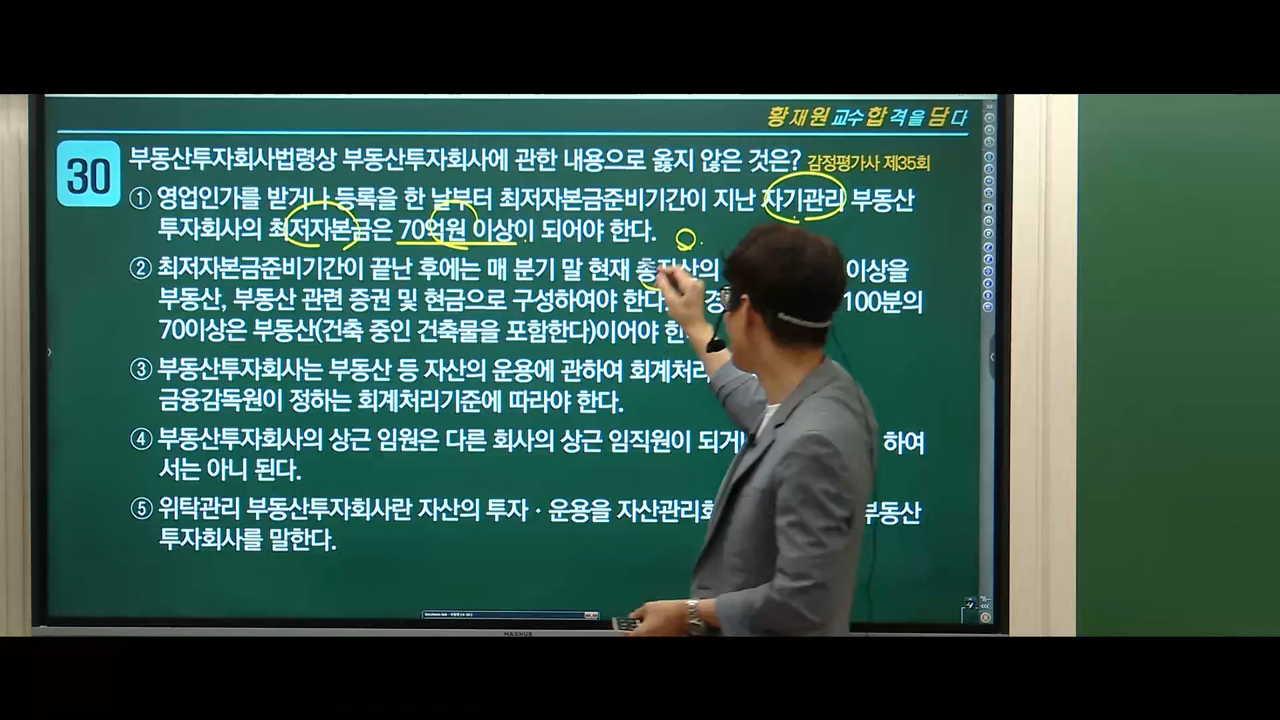 황재원 교수 합격을 담다
30
부동산투자회사법령상 부동산투자회사에 관한 내용으로 옳지 않은 것은? 감정평가사 제35회
① 영업인가를 받거나 등록을 한 날부터 최저자본금준비기간이 지난 자기관리 부동산
투자회사의 최저자본금은 70억원 이상이 되어야 한다.
② 최저자본금준비기간이 끝난 후에는 매 분기 말 현재 총자산의 이상을
부동산, 부동산 관련 증권 및 현금으로 구성하여야 한다. 100분의
70이상은 부동산(건축 중인 건축물을 포함한다)이어야
③ 부동산투자회사는 부동산 등 자산의 운용에 관하여 회계처리
금융감독원이 정하는 회계처리기준에 따라야 한다.
④ 부동산투자회사의 상근 임원은 다른 회사의 상근 임직원이 하여
서는 아니 된다.
⑤ 위탁관리 부동산투자회사란 자산의 투자·운용을 부동산
투자회사를 말한다.
MAXHUB